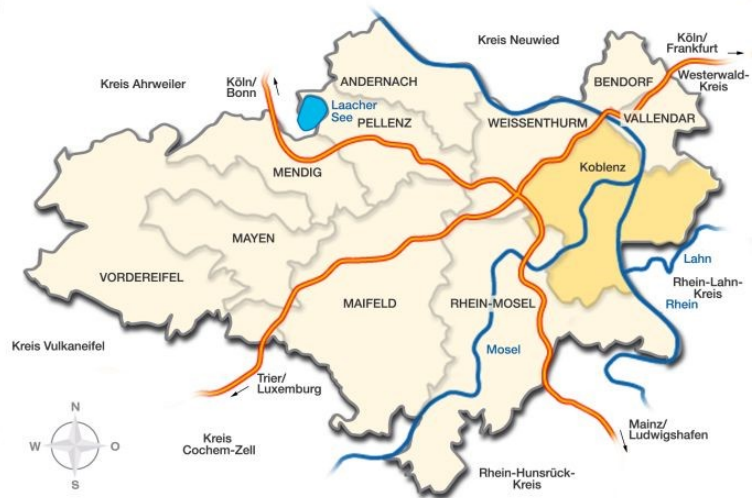 Kreis Neuwied
Köln/
Frankfurt
Westerwald-
Kreis
Kreis Ahrweiler
Köln/
Bonn
ANDERNACH
BENDORF
Laacher
See
PELLENZ
WEISSENTHURM
VALLENDAR
MENDIG
Koblenz
MAYEN
VORDEREIFEL
Lahn
Rhein-Lahn-
Kreis
MAIFELD
RHEIN-MOSEL
Rhein
Kreis Vulkaneifel
Mosel
Trier/
Luxemburg
N
W
O
S
Kreis
Cochem-Zell
Mainz/
Ludwigshafen
Rhein-Hunsrück-
Kreis